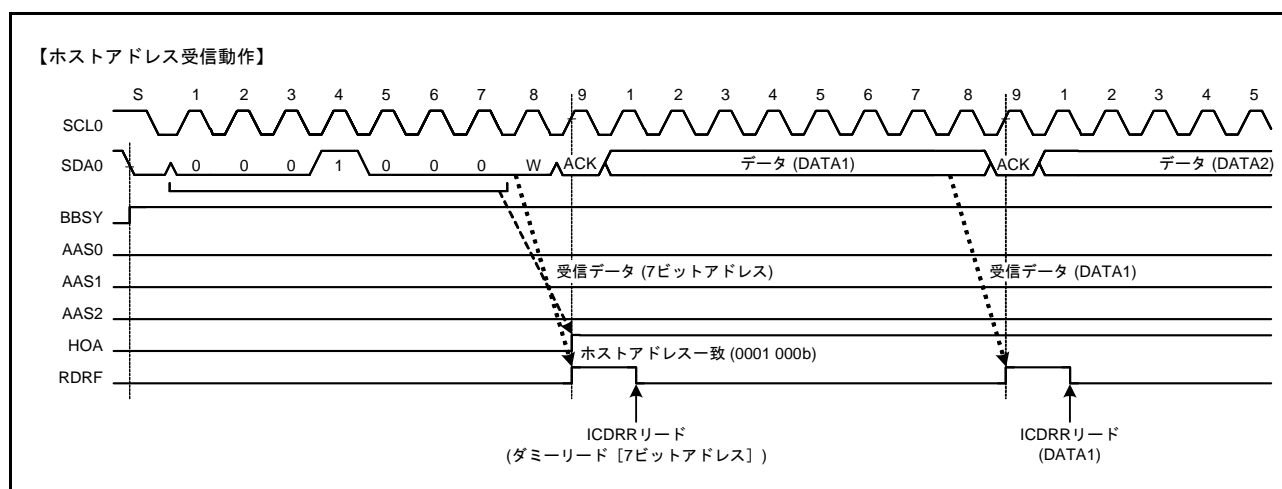 【ホストアドレス受信動作】
S 1 2 3 4 5 6 7 8 9 1 2 3 4 5 6 7 8 9 1 2 3 4 5
SCL0
SDA0 0 0 0 1 0 0 0 W ACK データ (DATA1) ACK データ (DATA2)
BBSY
AAS0
AAS1 受信データ (7ビットアドレス) 受信データ (DATA1)
AAS2
HOA ホストアドレス一致 (0001 000b)
RDRF
ICDRRリード ICDRRリード
(ダミーリード [7ビットアドレス] ) (DATA1)